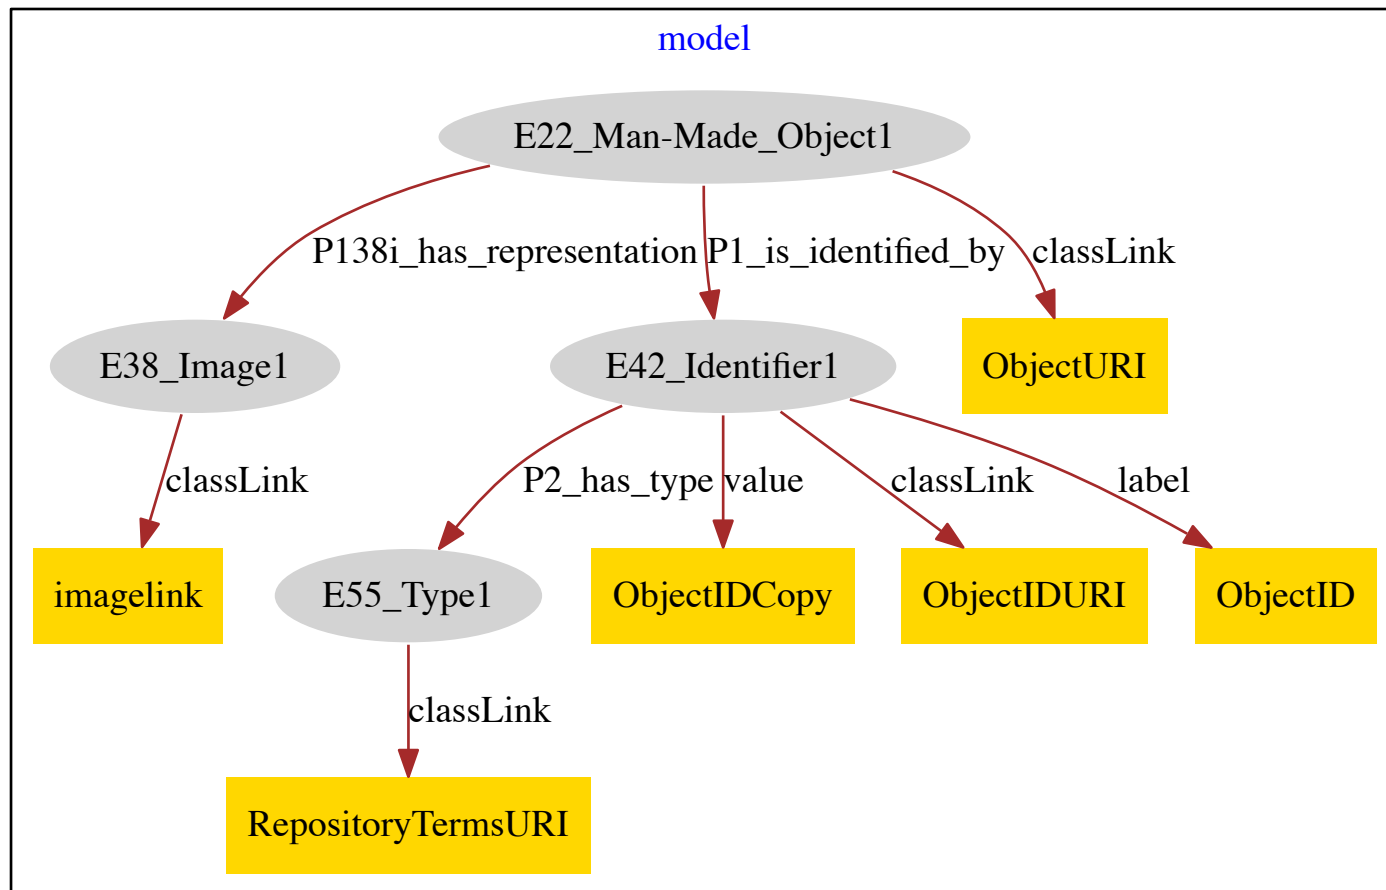 model
E22_Man-Made_Object1
P138i_has_representation
P1_is_identified_by
classLink
E38_Image1
E42_Identifier1
ObjectURI
classLink
P2_has_type
value
classLink
label
imagelink
E55_Type1
ObjectIDCopy
ObjectIDURI
ObjectID
classLink
RepositoryTermsURI